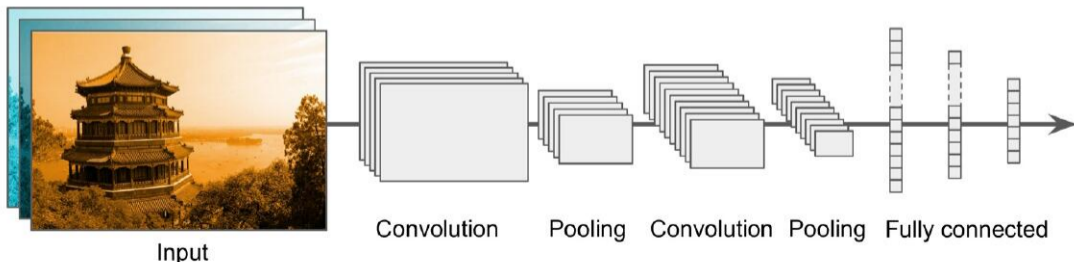 Convolution
Pooling
Convolution
Pooling
Fully connected
Input